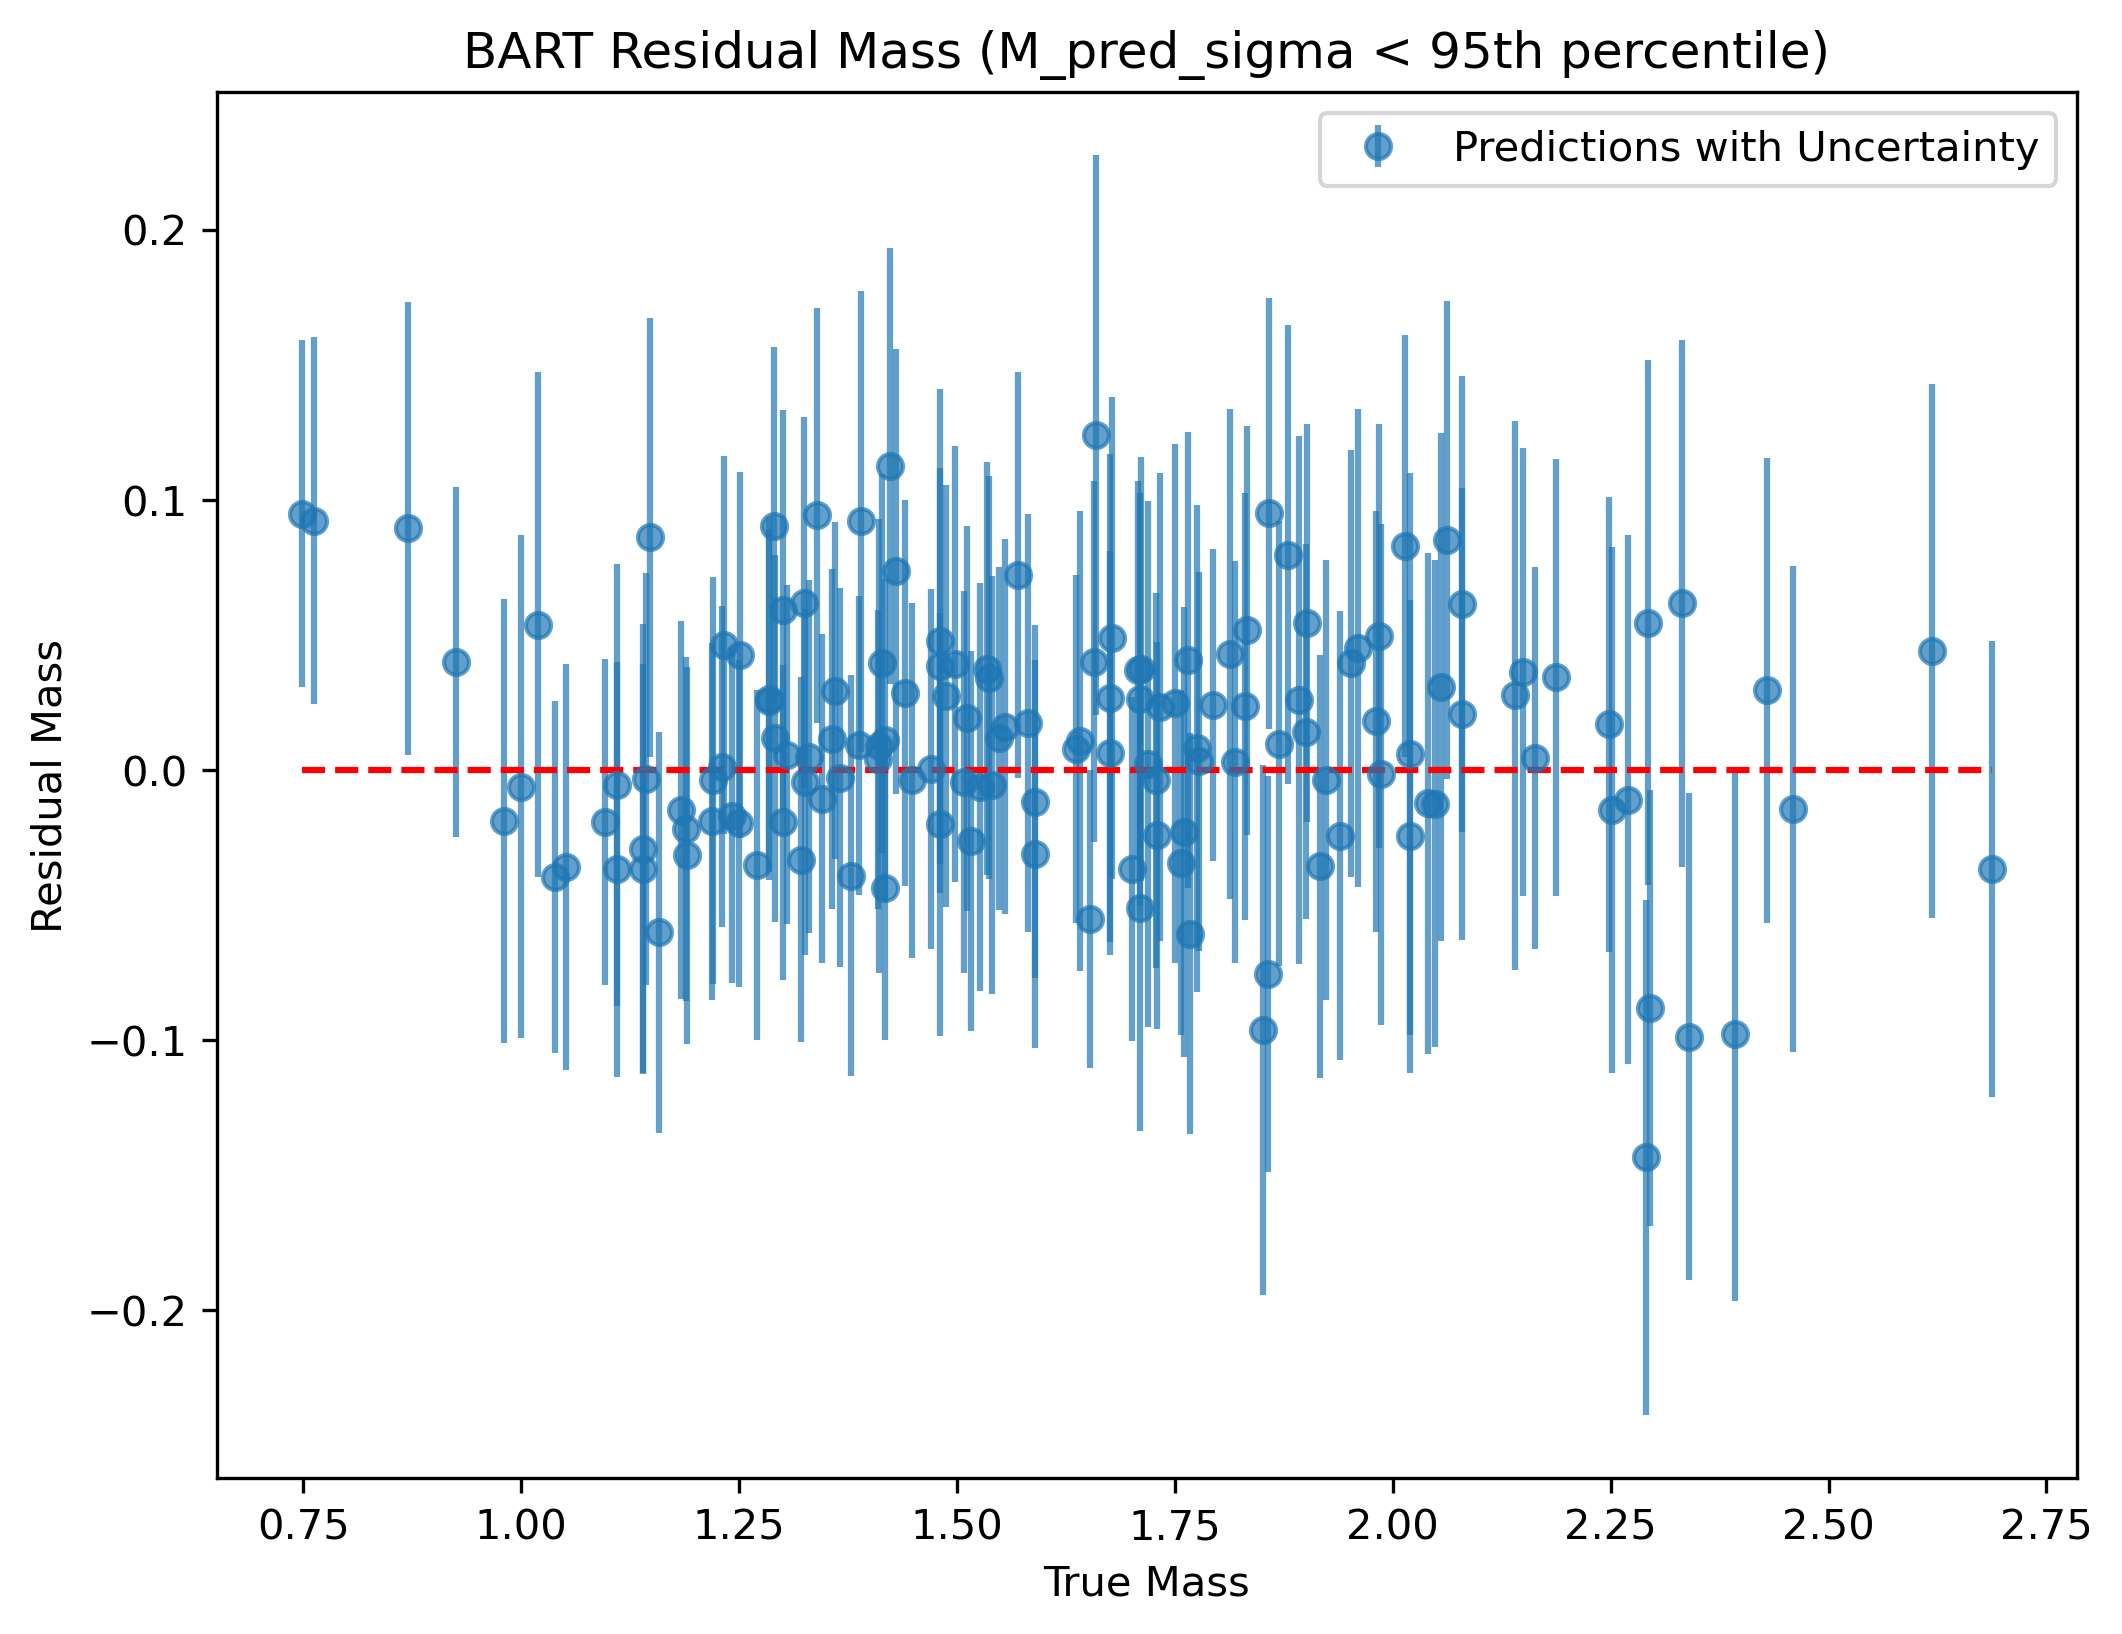 BART Residual Mass (M_pred_sigma < 95th percentile)
Predictions with Uncertainty
Residual Mass
0.2
0.1
0.0
−0.1
−0.2
0.75 1.00 1.25 1.50 1.75 2.00 2.25 2.50 2.75
True Mass